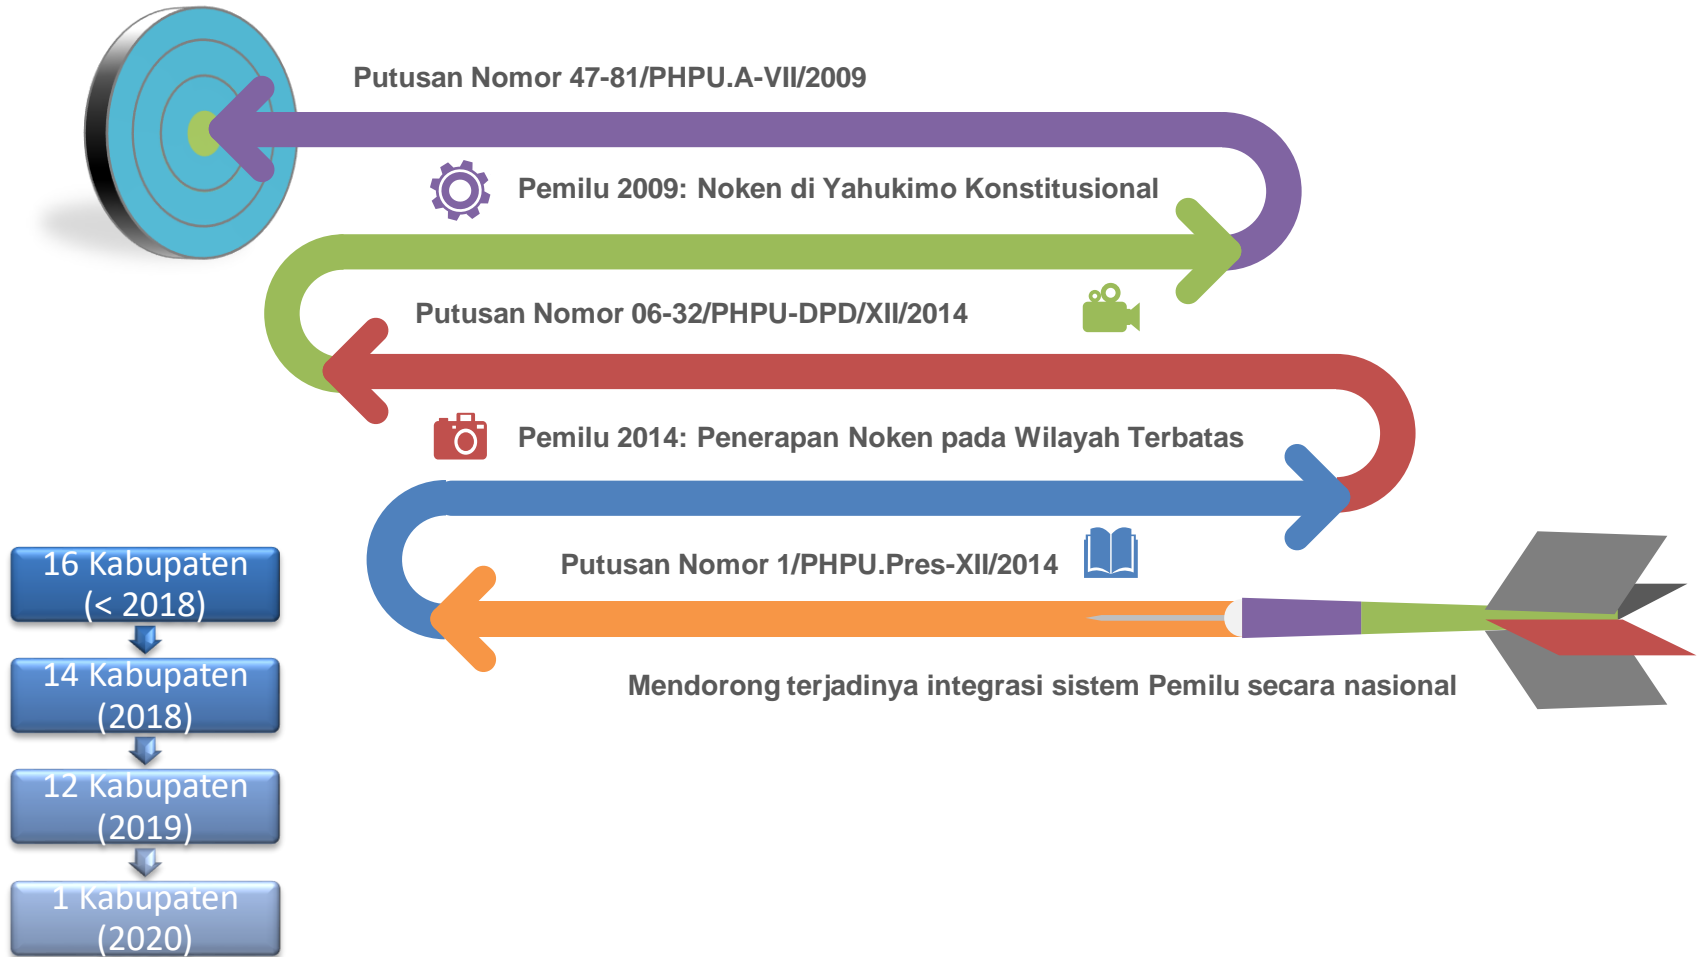 Putusan Nomor 47-81/PHPU.A-VII/2009
Pemilu 2009: Noken di Yahukimo Konstitusional
Putusan Nomor 06-32/PHPU-DPD/XII/2014
Pemilu 2014: Penerapan Noken pada Wilayah Terbatas
Putusan Nomor 1/PHPU.Pres-XII/2014
Mendorong terjadinya integrasi sistem Pemilu secara nasional
16 Kabupaten
(< 2018)
14 Kabupaten
(2018)
12 Kabupaten
(2019)
1 Kabupaten
(2020)